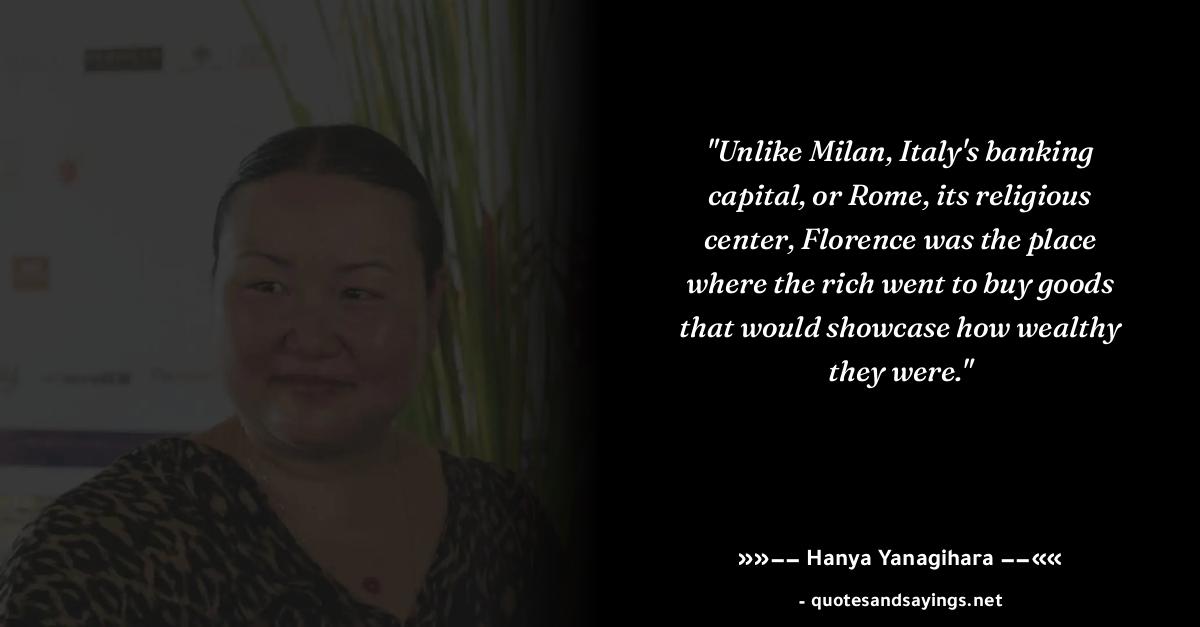 "Unlike Milan, Italy's banking
capital, or Rome, its religious
center, Florence was the place
where the rich went to buy goods
that would showcase how wealthy
they were."
»»—— Hanya Yanagihara ——««
- quotesandsayings.net